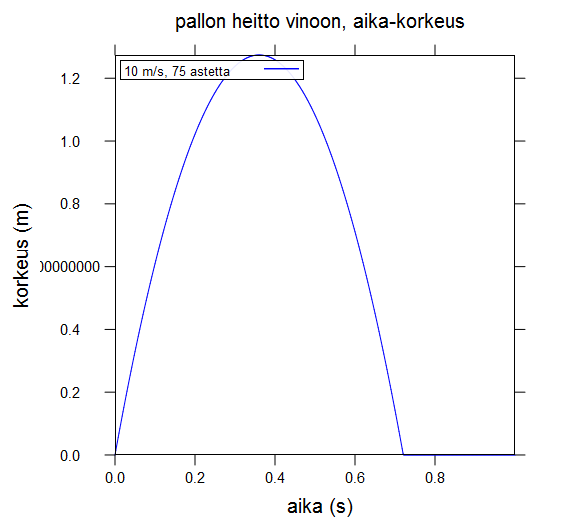 pallon heitto vinoon, aika-korkeus
10 m/s, 75 astetta
1.2
1.0
0.8
00000000
0.4
0.2
0.0
korkeus (m)
0.0 0.2 0.4 0.6 0.8
aika (s)